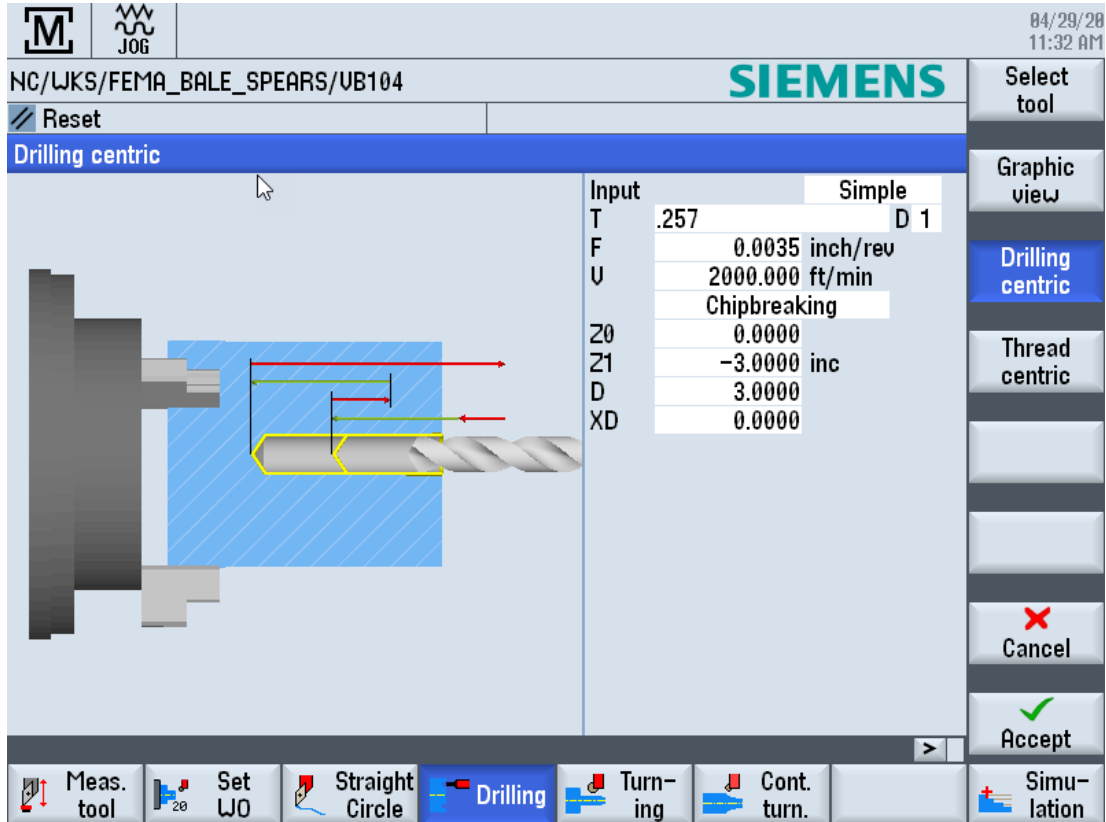 M
JOG
04/29/20
11:32 AM
NC/WKS/FEMA_BALE_SPEARS/VB104
SIEMENS
Reset
Drilling centric
Input Simple
T .257 D 1
F 0.0035 inch/rev
V 2000.000 ft/min
Chipbreaking
Z0 0.0000
Z1 -3.0000 inc
D 3.0000
XD 0.0000
Select
tool
Graphic
view
Drilling
centric
Thread
centric
Cancel
Accept
>
Meas.
tool
20
Set
WO
Straight
Circle
Drilling
Turn-
ing
Cont.
turn.
Simu-
lation